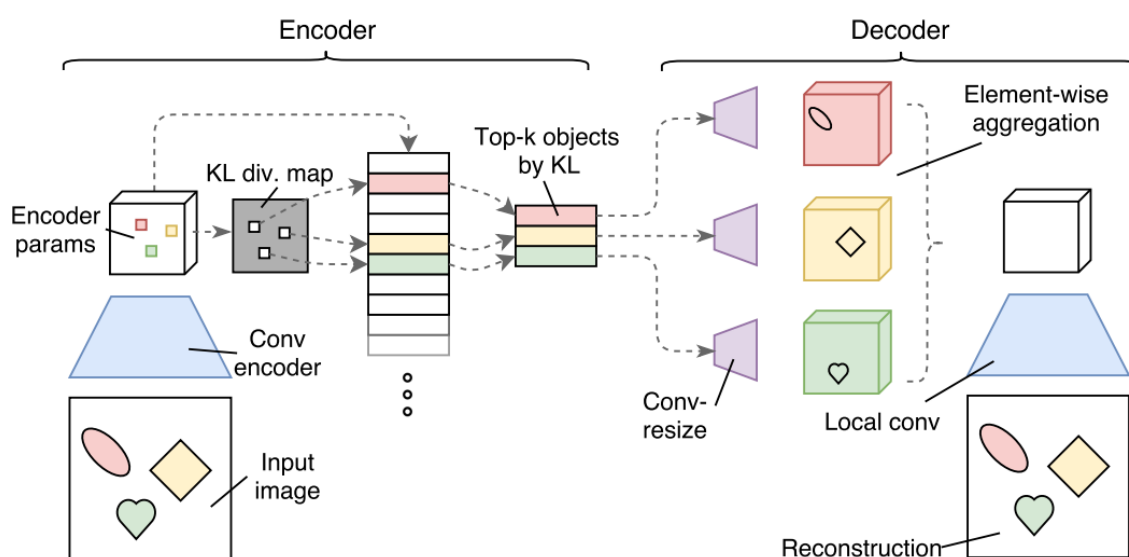 Encoder
Decoder
Top-k objects
by KL
Element-wise
aggregation
KL div. map
Encoder
params
Conv
encoder
Conv-
resize
Local conv
Input
image
Reconstruction